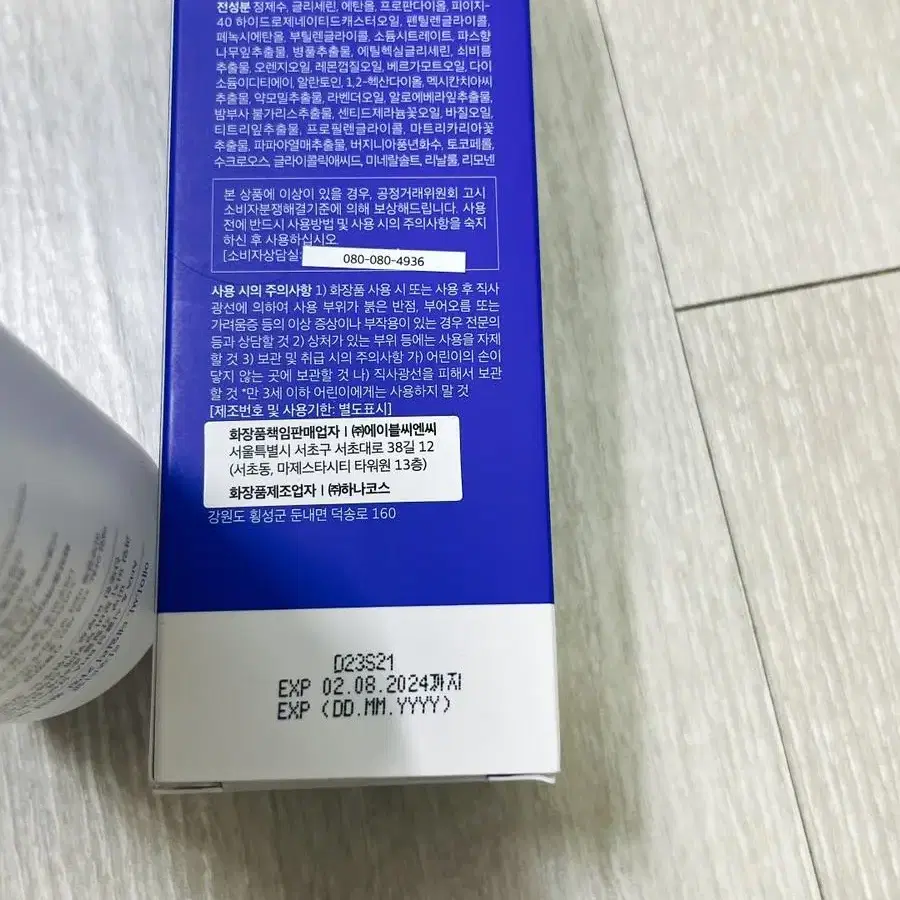 전성분 정제수, 글리세린, 에탄올, 프로판다이올, 피이지-
40 하이드로제네이티드캐스터오일, 펜틸렌글라이콜,
페녹시에탄올, 부틸렌글라이콜, 소듐시트레이트, 파스향
나무잎추출물, 병풀추출물, 에틸헥실글리세린, 쇠비름
추출물, 오렌지오일, 레몬껍질오일, 베르가모트오일, 다이
소듐이디티에이, 알란토인, 1,2-헥산다이올, 멕시칸치아씨
추출물, 약모밀추출물, 라벤더오일, 알로에베라잎추출물,
밤부사 불가리스추출물, 센티드제라늄꽃오일, 바질오일,
티트리잎추출물, 프로필렌글라이콜, 마트리카리아꽃
추출물, 파파야열매추출물, 버지니아풍년화수, 토코페롤,
수크로오스, 글라이콜릭애씨드, 미네랄솔트, 리날룰, 리모넨
본 상품에 이상이 있을 경우, 공정거래위원회 고시
소비자분쟁해결기준에 의해 보상해드립니다. 사용
전에 반드시 사용방법 및 사용 시의 주의사항을 숙지
하신 후 사용하십시오.
[소비자상담실: 080-080-4936
사용 시의 주의사항 1) 화장품 사용 시 또는 사용 후 직사
광선에 의하여 사용 부위가 붉은 반점, 부어오름 또는
가려움증 등의 이상 증상이나 부작용이 있는 경우 전문의
등과 상담할 것 2) 상처가 있는 부위 등에는 사용을 자제
할 것 3) 보관 및 취급 시의 주의사항 가) 어린이의 손이
닿지 않는 곳에 보관할 것 나) 직사광선을 피해서 보관
할 것 *만 3세 이하 어린이에게는 사용하지 말 것
[제조번호 및 사용기한: 별도표시]
화장품책임판매업자 | ㈜에이블씨엔씨
서울특별시 서초구 서초대로 38길 12
(서초동, 마제스타시티 타워원 13층)
화장품제조업자 | ㈜하나코스
강원도 횡성군 둔내면 덕송로 160
D23S21
EXP 02.08.2024까지
EXP (DD.MM.YYYY)